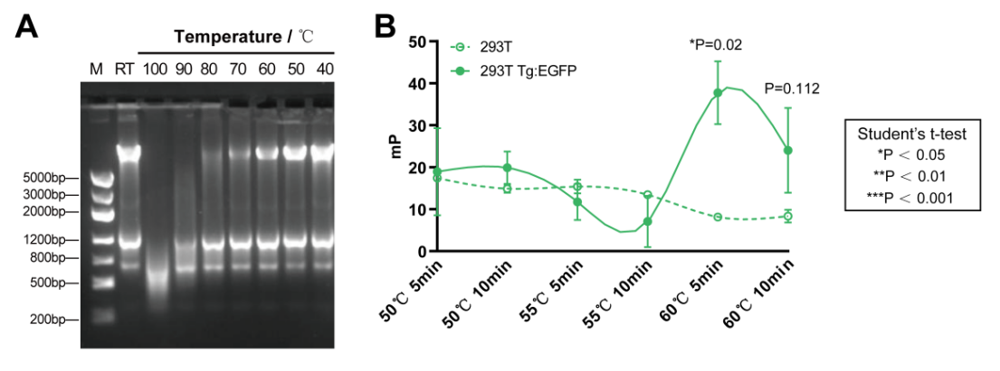 A
Temperature / ℃
M RT 100 90 80 70 60 50 40
5000bp
3000bp
2000bp
1200bp
800bp
500bp
200bp
B
293T
293T Tg:EGFP
*P=0.02
P=0.112
mP
50
40
30
20
10
0
50℃ 5min
50℃ 10min
55℃ 5min
55℃ 10min
60℃ 5min
60℃ 10min
Student's t-test
*P < 0.05
**P < 0.01
***P < 0.001